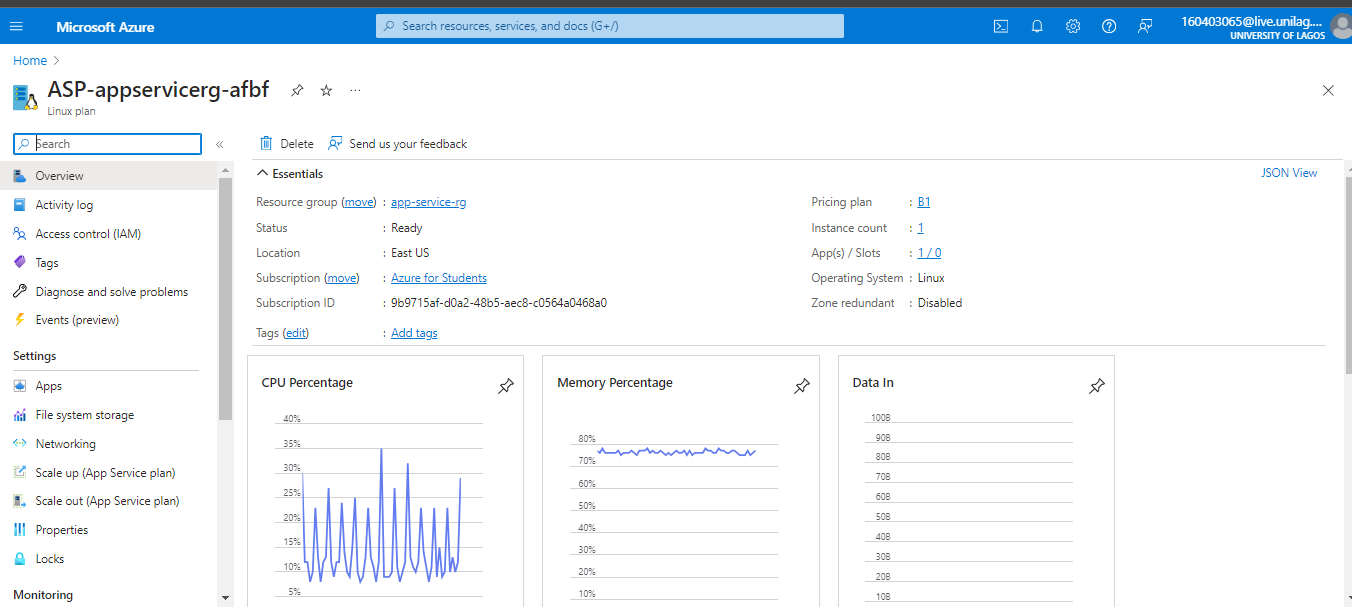 Microsoft Azure
Search resources, services, and docs (G+/)
160403065@live.unilag....
UNIVERSITY OF LAGOS
Home
ASP-appservicerg-afbf
Linux plan
Search
Overview
Activity log
Access control (IAM)
Tags
Diagnose and solve problems
Events (preview)
Settings
Apps
File system storage
Networking
Scale up (App Service plan)
Scale out (App Service plan)
Properties
Locks
Monitoring
Delete
Send us your feedback
Essentials
JSON View
Resource group (move) : app-service-rg
Status : Ready
Location : East US
Subscription (move) : Azure for Students
Subscription ID : 9b9715af-d0a2-48b5-aec8-c0564a0468a0
Tags (edit) : Add tags
Pricing plan : B1
Instance count : 1
App(s) / Slots : 1 / 0
Operating System : Linux
Zone redundant : Disabled
CPU Percentage
40%
35%
30%
25%
20%
15%
10%
5%
Memory Percentage
80%
70%
60%
50%
40%
30%
20%
10%
Data In
100B
90B
80B
70B
60B
50B
40B
30B
20B
10B